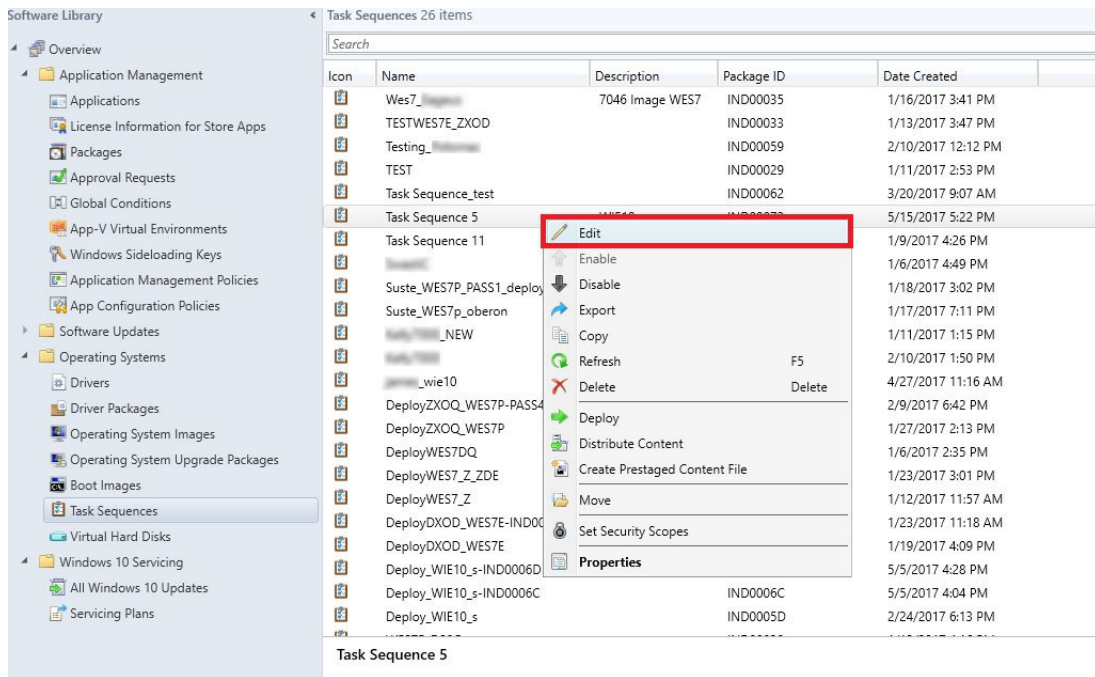 Software Library
Overview
Application Management
Applications
License Information for Store Apps
Packages
Approval Requests
Global Conditions
App-V Virtual Environments
Windows Sideloading Keys
Application Management Policies
App Configuration Policies
Software Updates
Operating Systems
Drivers
Driver Packages
Operating System Images
Operating System Upgrade Packages
Boot Images
Task Sequences
Virtual Hard Disks
Windows 10 Servicing
All Windows 10 Updates
Servicing Plans
Task Sequences 26 items
Search
Icon Name Description Package ID Date Created
Wes7_ 7046 Image WES7 IND00035 1/16/2017 3:41 PM
TESTWES7E_ZXOD IND00033 1/13/2017 3:47 PM
Testing_ IND00059 2/10/2017 12:12 PM
TEST IND00029 1/11/2017 2:53 PM
Task Sequence_test IND00062 3/20/2017 9:07 AM
Task Sequence 5 5/15/2017 5:22 PM
Task Sequence 11 1/9/2017 4:26 PM
1/6/2017 4:49 PM
Suste_WES7P_PASS1_deploy 1/18/2017 3:02 PM
Suste_WES7p_oberon 1/17/2017 7:11 PM
_NEW 1/11/2017 1:15 PM
2/10/2017 1:50 PM
_wie10 4/27/2017 11:16 AM
DeployZXOQ_WES7P-PASS4 2/9/2017 6:42 PM
DeployZXOQ_WES7P 1/27/2017 2:13 PM
DeployWES7DQ 1/6/2017 2:35 PM
DeployWES7_Z_ZDE 1/23/2017 3:01 PM
DeployWES7_Z 1/12/2017 11:57 AM
DeployDXOD_WES7E-IND00 1/23/2017 11:18 AM
DeployDXOD_WES7E 1/19/2017 4:09 PM
Deploy_WIE10_s-IND0006D 5/5/2017 4:28 PM
Deploy_WIE10_s-IND0006C IND0006C 5/5/2017 4:04 PM
Deploy_WIE10_s IND0005D 2/24/2017 6:13 PM
Edit
Enable
Disable
Export
Copy
Refresh F5
Delete Delete
Deploy
Distribute Content
Create Prestaged Content File
Move
Set Security Scopes
Properties
Task Sequence 5